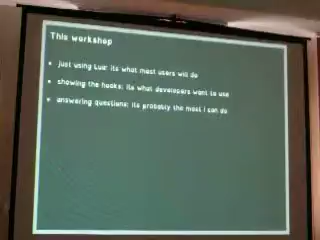 This workshop
just using Lua: its what most users will do
showing the hooks: its what developers want to use
answering questions: its probably the most I can do